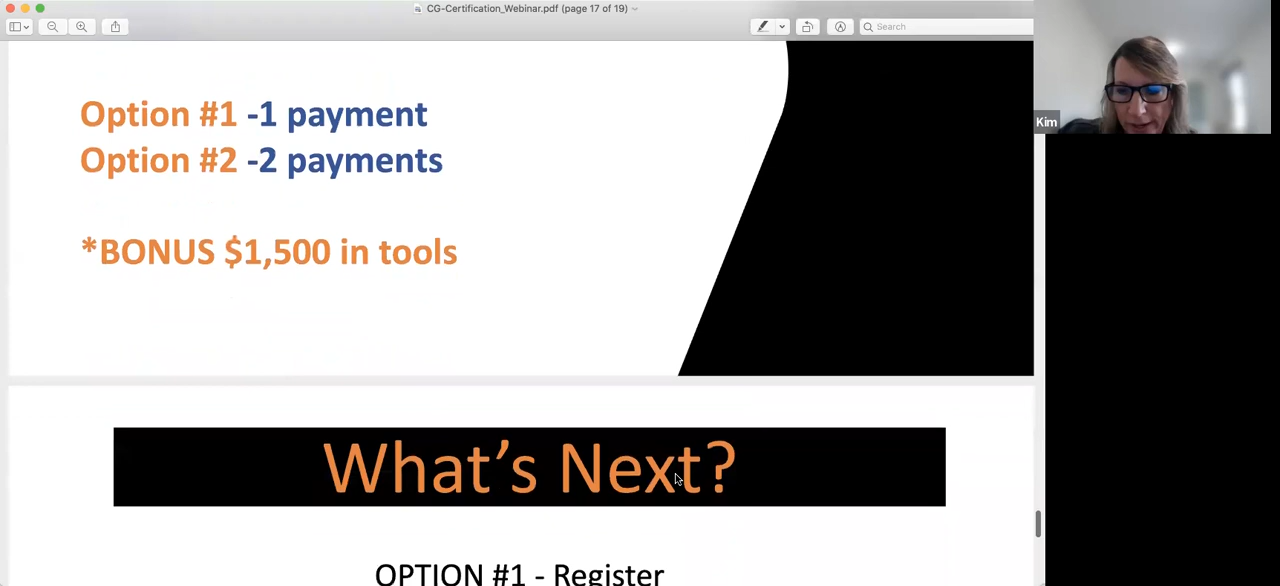 CG-Certification_Webinar.pdf (page 17 of 19)
Search
Option #1 -1 payment
Option #2 -2 payments
*BONUS $1,500 in tools
Kim
What's Next?
OPTION #1 - Register